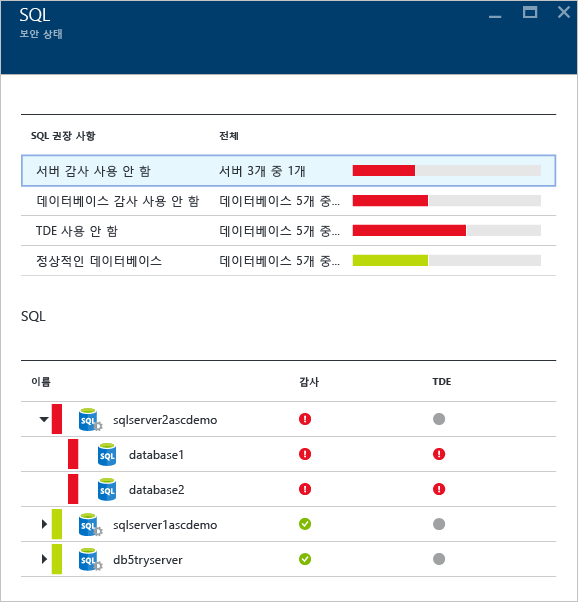 SQL
보안 상태
SQL 권장 사항 전체
서버 감사 사용 안 함 서버 3개 중 1개
데이터베이스 감사 사용 안 함 데이터베이스 5개 중...
TDE 사용 안 함 데이터베이스 5개 중...
정상적인 데이터베이스 데이터베이스 5개 중...
SQL
이름 감사 TDE
SQL sqlserver2ascdemo
SQL database1
SQL database2
SQL sqlserver1ascdemo
SQL db5tryserver